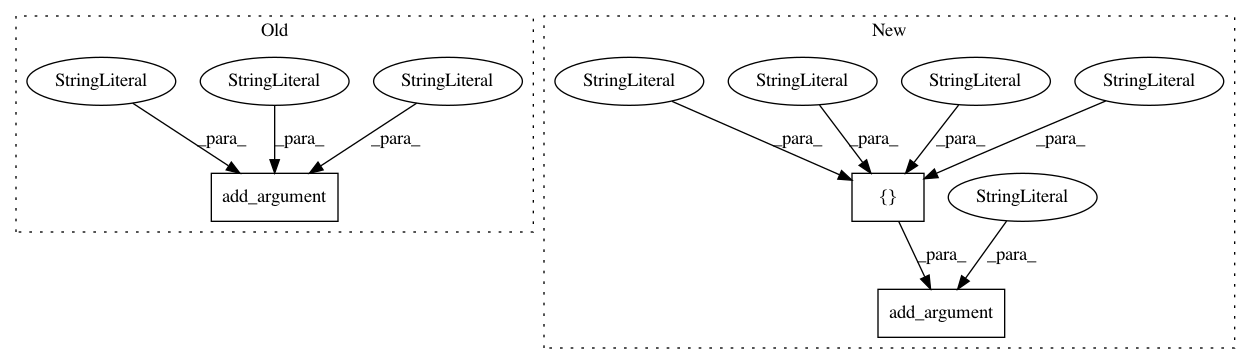 Old
New
StringLiteral StringLiteral StringLiteral
StringLiteral StringLiteral StringLiteral StringLiteral
_para_ _para_ _para_
_para_ _para_ _para_ _para_
add_argument
{}
StringLiteral
_para_ _para_
add_argument